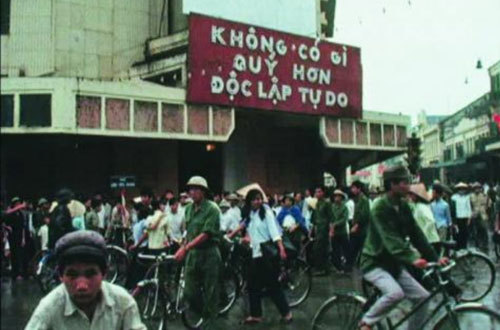 KHÔNG CÓ GÌ
QUÝ HƠN
ĐỘC LẬP TỰ DO